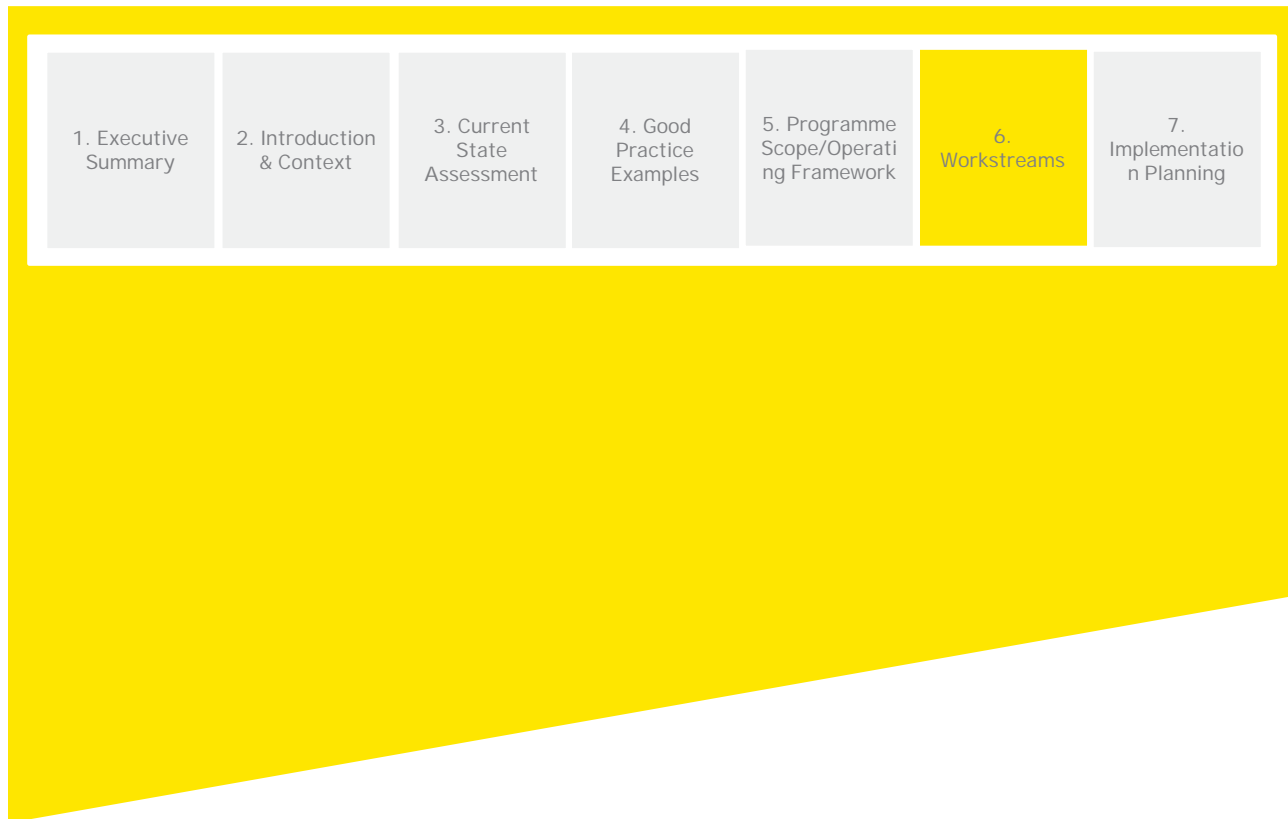 1. Executive
Summary
2. Introduction
& Context
3. Current
State
Assessment
4. Good
Practice
Examples
5. Programme
Scope/Operati
ng Framework
6.
Workstreams
7.
Implementatio
n Planning